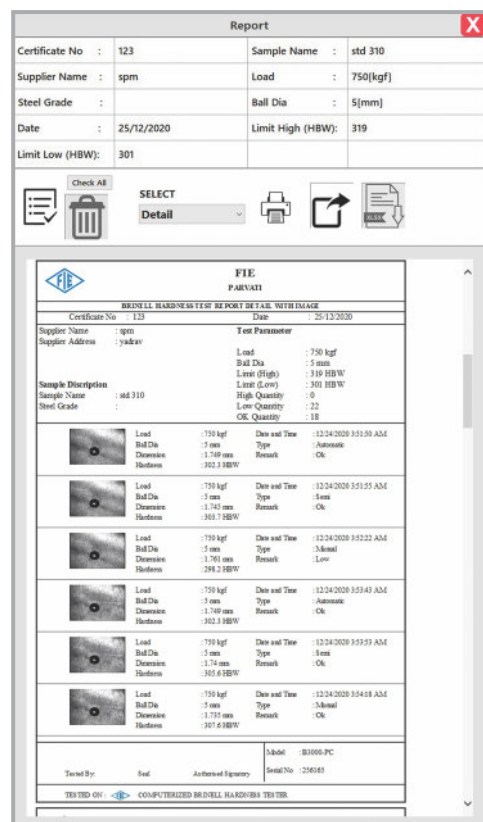 Report X
Certificate No : 123 Sample Name : std 310
Supplier Name : spm Load : 750[kgf]
Steel Grade : Ball Dia : 5[mm]
Date : 25/12/2020 Limit High (HBW): 319
Limit Low (HBW): 301
Check All
SELECT
Detail
XLSX
FIE
FIE
PARVATI
BRINELL HARDNESS TEST REPORT DETAIL WITH IMAGE
Certificate No : 123 Date : 25/12/2020
Supplier Name : spm Test Parameter
Supplier Address : yadrav
Load : 750 kgf
Ball Dia : 5 mm
Limit (High) : 319 HBW
Sample Discription Limit (Low) : 301 HBW
Sample Name : std 310 High Quantity : 0
Steel Grade : Low Quantity : 22
OK Quantity : 18
Load : 750 kgf Date and Time : 12/24/2020 3:51:50 AM
Ball Dia : 5 mm Type : Automatic
Dimension : 1.749 mm Remark : Ok
Hardness : 302.3 HBW
Load : 750 kgf Date and Time : 12/24/2020 3:51:55 AM
Ball Dia : 5 mm Type : Semi
Dimension : 1.745 mm Remark : Ok
Hardness : 303.7 HBW
Load : 750 kgf Date and Time : 12/24/2020 3:52:22 AM
Ball Dia : 5 mm Type : Manual
Dimension : 1.761 mm Remark : Low
Hardness : 298.2 HBW
Load : 750 kgf Date and Time : 12/24/2020 3:53:43 AM
Ball Dia : 5 mm Type : Automatic
Dimension : 1.749 mm Remark : Ok
Hardness : 302.3 HBW
Load : 750 kgf Date and Time : 12/24/2020 3:53:53 AM
Ball Dia : 5 mm Type : Semi
Dimension : 1.74 mm Remark : Ok
Hardness : 305.6 HBW
Load : 750 kgf Date and Time : 12/24/2020 3:54:18 AM
Ball Dia : 5 mm Type : Manual
Dimension : 1.735 mm Remark : Ok
Hardness : 307.6 HBW
Model : B3000-PC
Tested By: Seal Authorised Signatory Serial No : 256165
TESTED ON : FIE COMPUTERIZED BRINELL HARDNESS TESTER